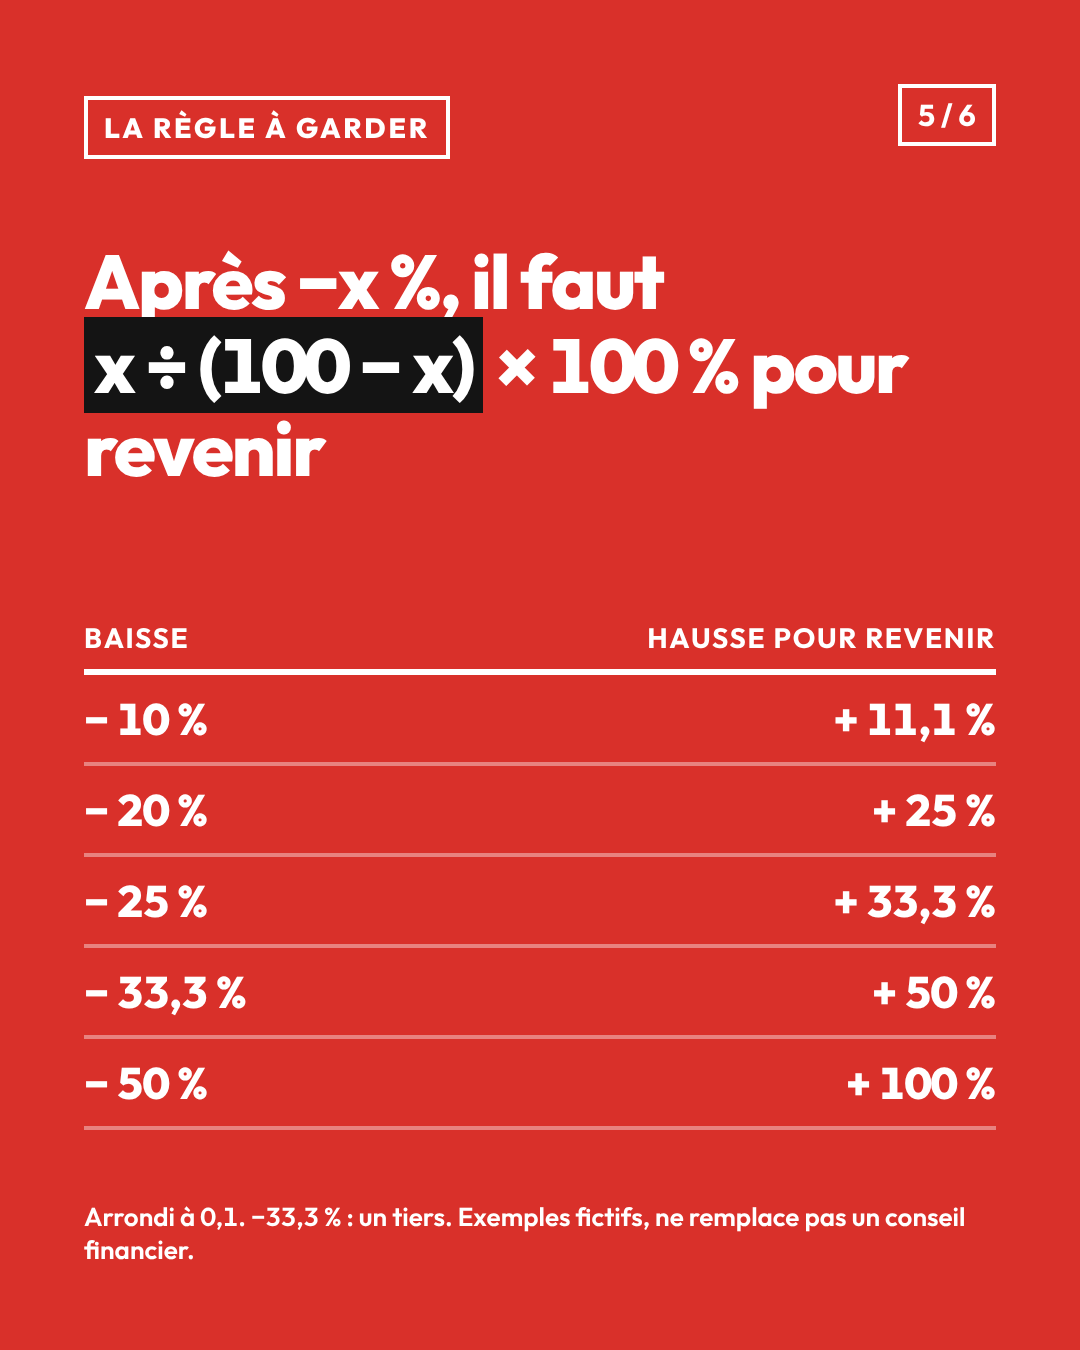 LA RÈGLE À GARDER
5 / 6
Après −x %, il faut
x ÷ (100 − x) × 100 % pour
revenir
BAISSE HAUSSE POUR REVENIR
− 10 % + 11,1 %
− 20 % + 25 %
− 25 % + 33,3 %
− 33,3 % + 50 %
− 50 % + 100 %
Arrondi à 0,1. −33,3 % : un tiers. Exemples fictifs, ne remplace pas un conseil
financier.